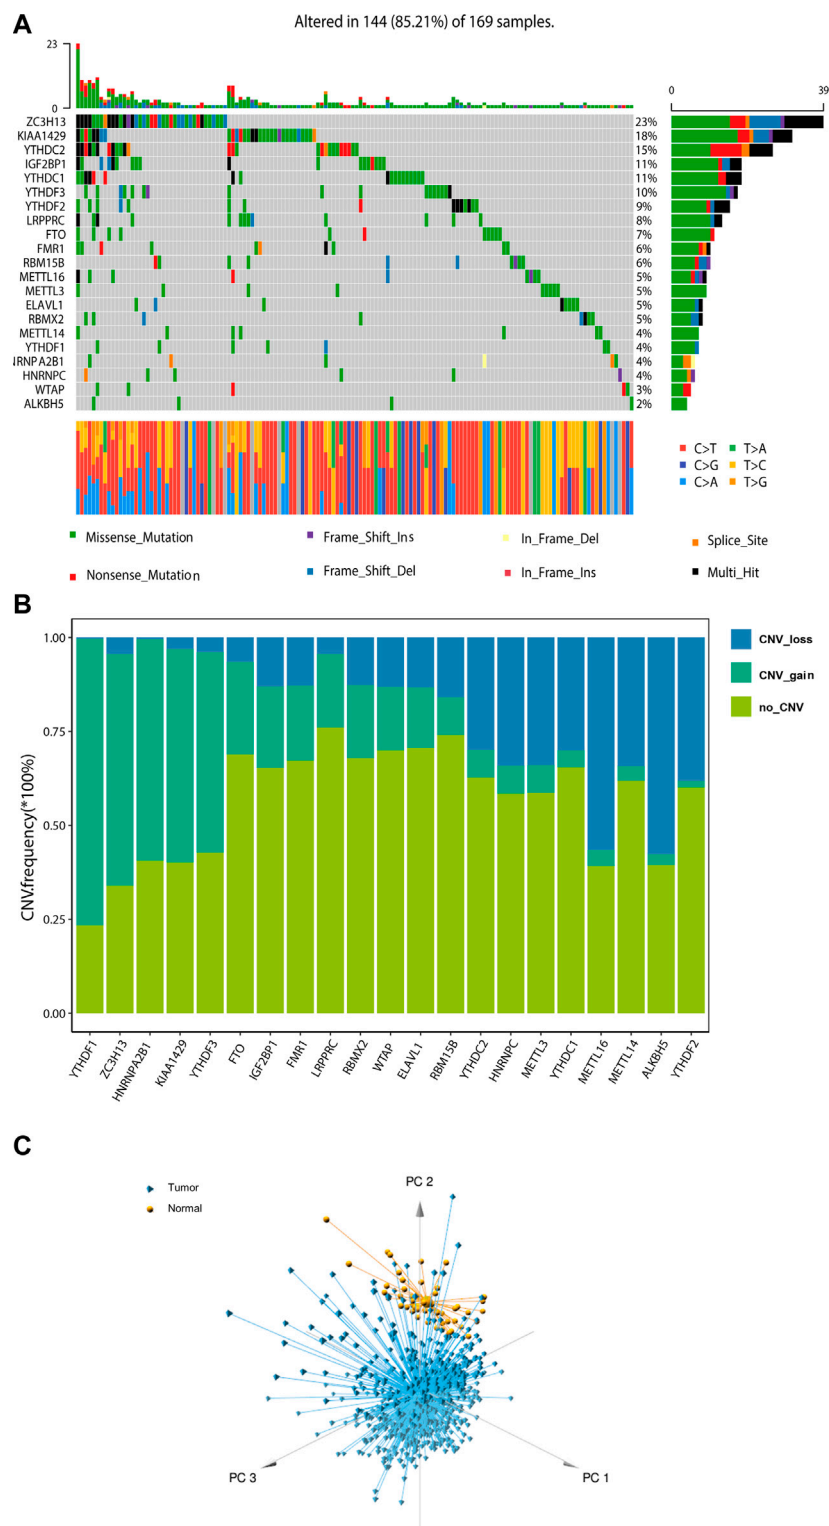 A
Altered in 144 (85.21%) of 169 samples.
23
0
0
39
ZC3H13 23%
KIAA1429 18%
YTHDC2 15%
IGF2BP1 11%
YTHDC1 11%
YTHDF3 10%
YTHDF2 9%
LRPPRC 8%
FTO 7%
FMR1 6%
RBM15B 6%
METTL16 5%
METTL3 5%
ELAVL1 5%
RBMX2 5%
METTL14 4%
YTHDF1 4%
NRNPA2B1 4%
HNRNPC 4%
WTAP 3%
ALKBH5 2%
C>T T>A
C>G T>C
C>A T>G
Missense_Mutation Frame_Shift_Ins In_Frame_Del Splice_Site
Nonsense_Mutation Frame_Shift_Del In_Frame_Ins Multi_Hit
B
CNV.frequency(*100%)
1.00
0.75
0.50
0.25
0.00
CNV_loss
CNV_gain
no_CNV
YTHDF1
ZC3H13
HNRNPA2B1
KIAA1429
YTHDF3
FTO
IGF2BP1
FMR1
LRPPRC
RBMX2
WTAP
ELAVL1
RBM15B
YTHDC2
HNRNPC
METTL3
YTHDC1
METTL16
METTL14
ALKBH5
YTHDF2
C
Tumor
Normal
PC 2
PC 3
PC 1